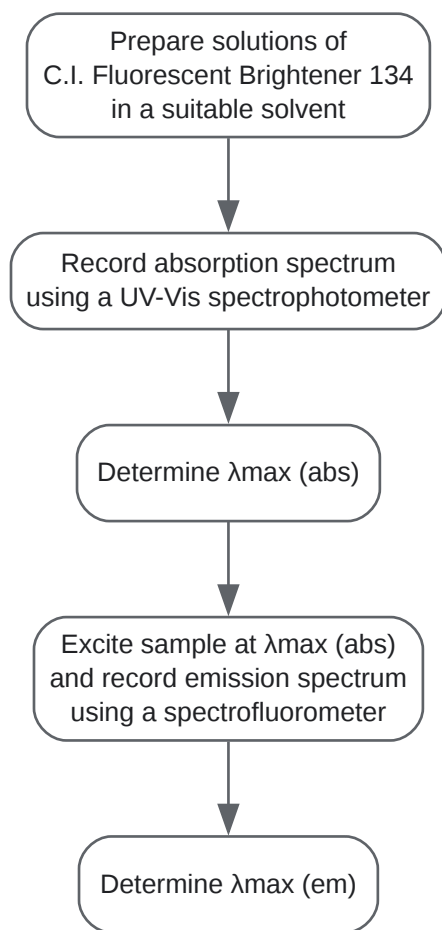 Prepare solutions of
C.I. Fluorescent Brightener 134
in a suitable solvent
Record absorption spectrum
using a UV-Vis spectrophotometer
Determine λmax (abs)
Excite sample at λmax (abs)
and record emission spectrum
using a spectrofluorometer
Determine λmax (em)